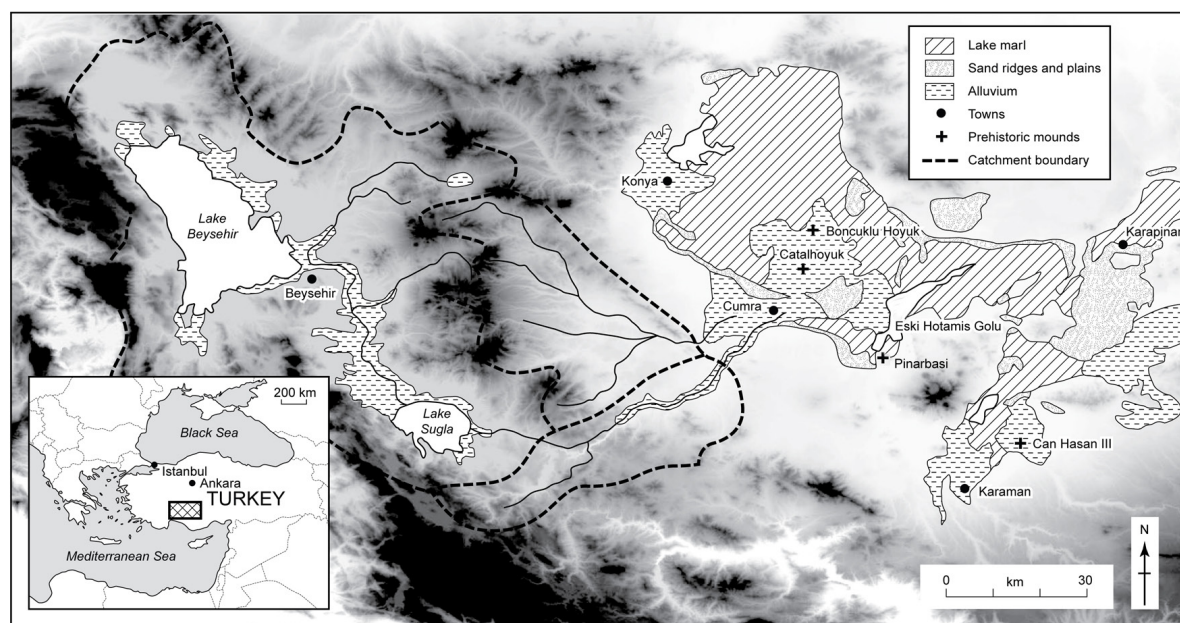 Lake marl
Sand ridges and plains
Alluvium
Towns
Prehistoric mounds
Catchment boundary
Konya
Lake
Beysehir
Boncuklu Hoyuk
Karapinar
Catalhoyuk
Beysehir
Cumra
Eski Hotamis Golu
Pinarbasi
Lake
Sugla
Can Hasan III
Karaman
200 km
Black Sea
Istanbul
Ankara
TURKEY
Mediterranean Sea
N
0 30
km